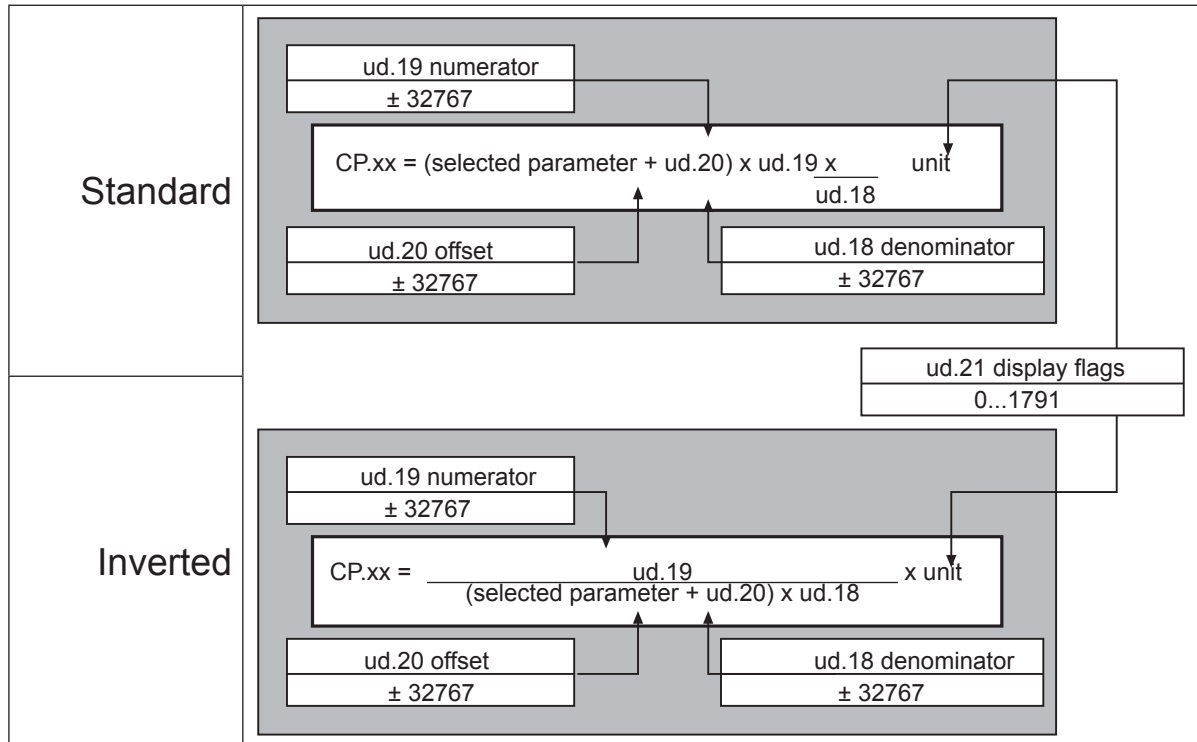 Standard
ud.19 numerator
± 32767
CP.xx = (selected parameter + ud.20) x ud.19 x unit
ud.18
ud.20 offset
± 32767
ud.18 denominator
± 32767
ud.21 display flags
0...1791
Inverted
ud.19 numerator
± 32767
CP.xx = ud.19 x unit
(selected parameter + ud.20) x ud.18
ud.20 offset
± 32767
ud.18 denominator
± 32767